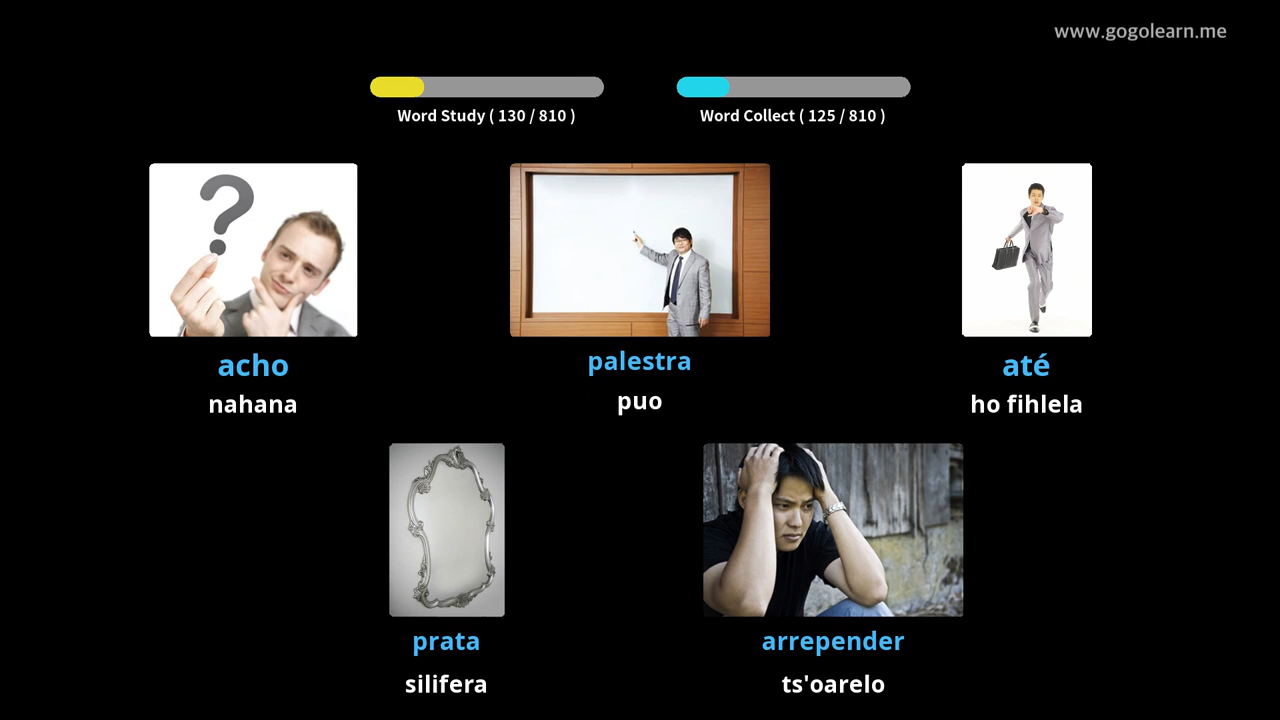 www.gogolearn.me
Word Study ( 130 / 810 )
Word Collect ( 125 / 810 )
acho
nahana
palestra
puo
até
ho fihlela
prata
silifera
arrepender
ts'oarelo